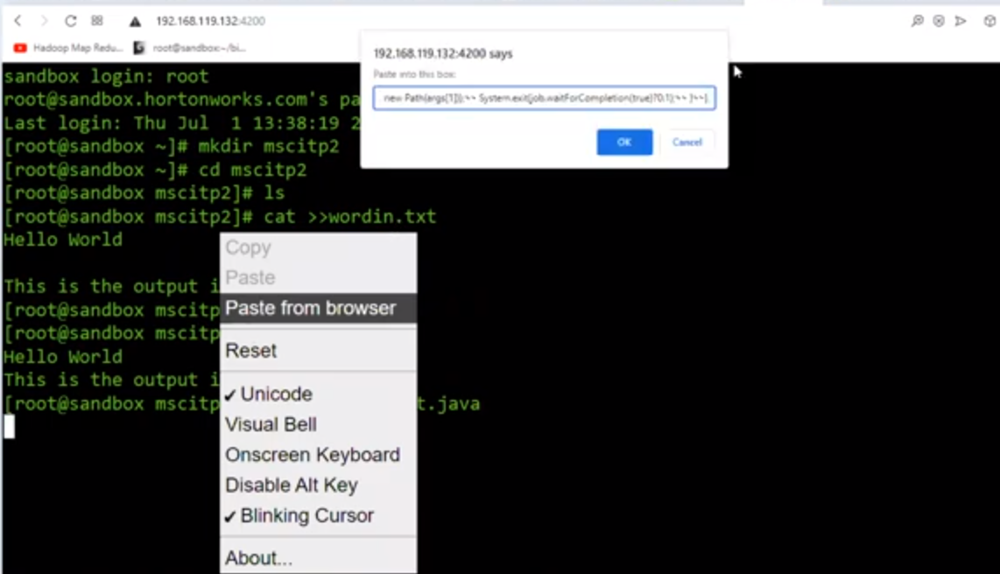 192.168.119.132:4200
Hadoop Map Redu...
root@sandbox:~/bi...
192.168.119.132:4200 says
Paste into this box:
new Path(args[1]));~~ System.exit(job.waitForCompletion(true)?0:1);~~ }~~}
OK
Cancel
sandbox login: root
root@sandbox.hortonworks.com's pa
Last login: Thu Jul 1 13:38:19 2
[root@sandbox ~]# mkdir mscitp2
[root@sandbox ~]# cd mscitp2
[root@sandbox mscitp2]# ls
[root@sandbox mscitp2]# cat >>wordin.txt
Hello World
This is the output i
[root@sandbox mscitp
[root@sandbox mscitp
Hello World
This is the output i
[root@sandbox mscitp t.java
Copy
Paste
Paste from browser
Reset
✔ Unicode
Visual Bell
Onscreen Keyboard
Disable Alt Key
✔ Blinking Cursor
About...